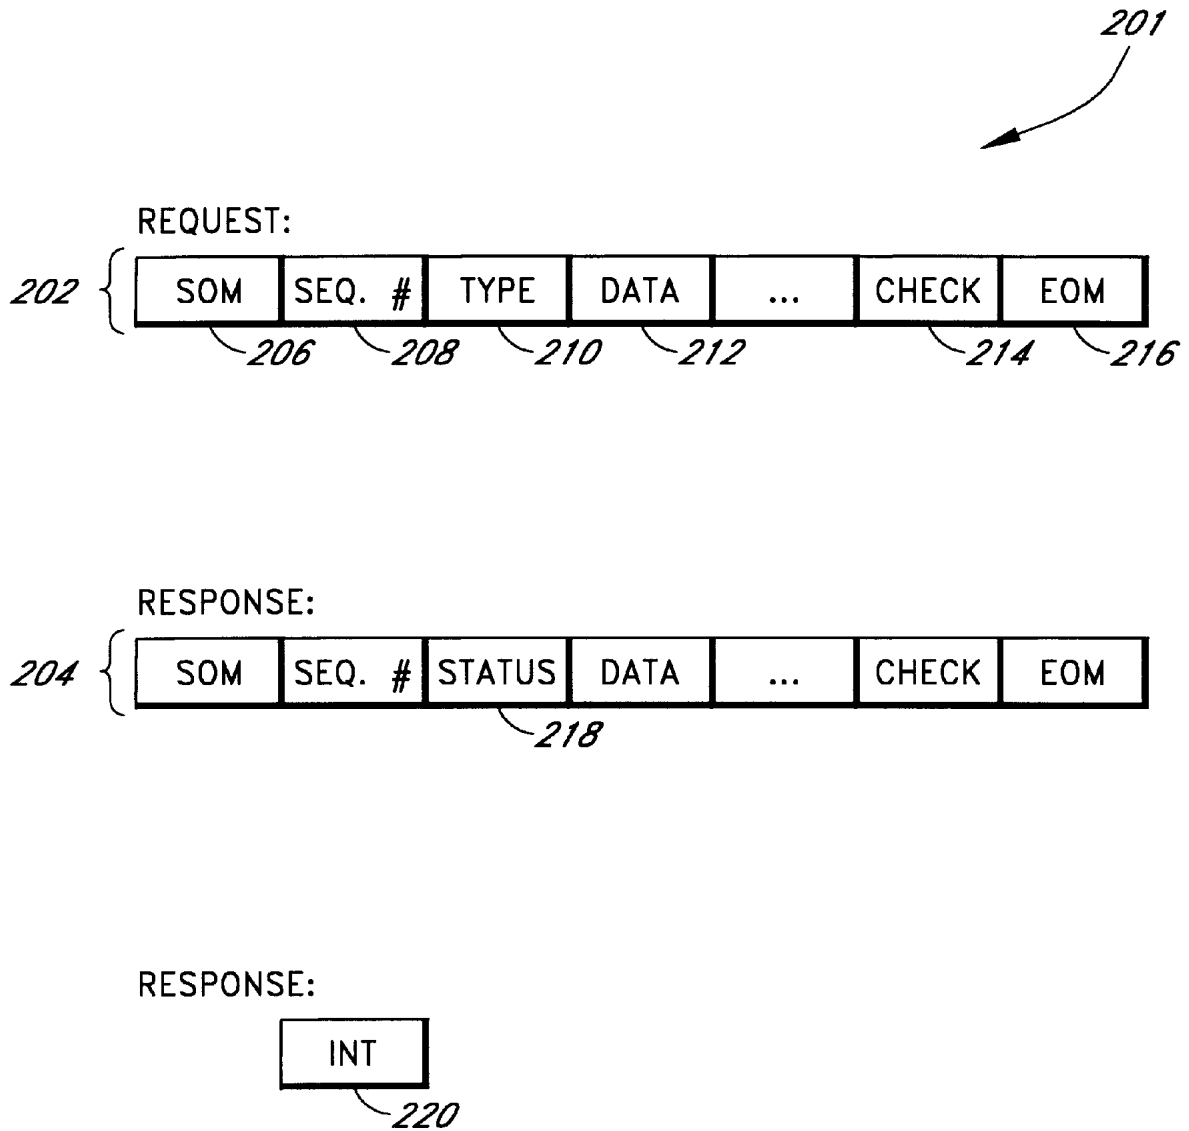 201
REQUEST:
202 SOM SEQ. # TYPE DATA ... CHECK EOM
206 208 210 212 214 216
RESPONSE:
204 SOM SEQ. # STATUS DATA ... CHECK EOM
218
RESPONSE:
INT
220